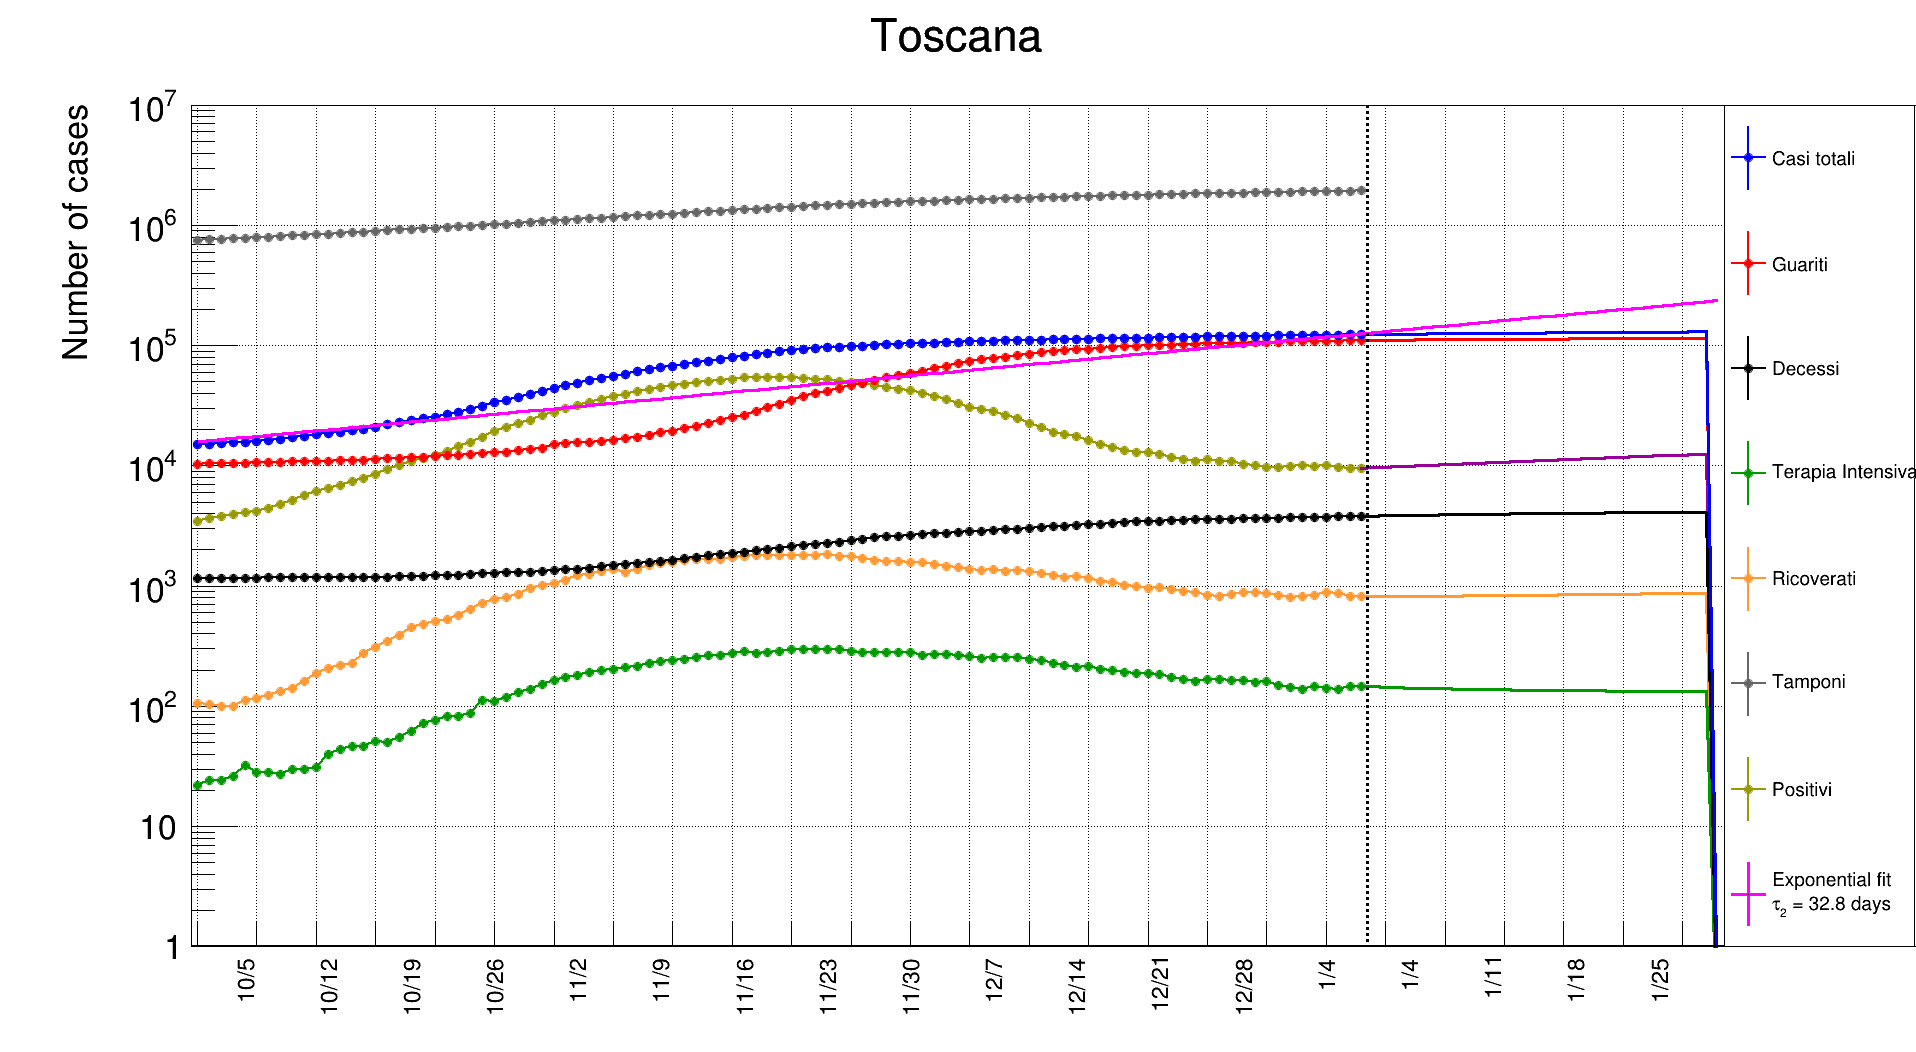 Toscana
Number of cases
10^7
10^6
10^5
10^4
10^3
10^2
10
1
10/5
10/12
10/19
10/26
11/2
11/9
11/16
11/23
11/30
12/7
12/14
12/21
12/28
1/4
1/4
1/11
1/18
1/25
Casi totali
Guariti
Decessi
Terapia Intensiva
Ricoverati
Tamponi
Positivi
Exponential fit
τ_2 = 32.8 days